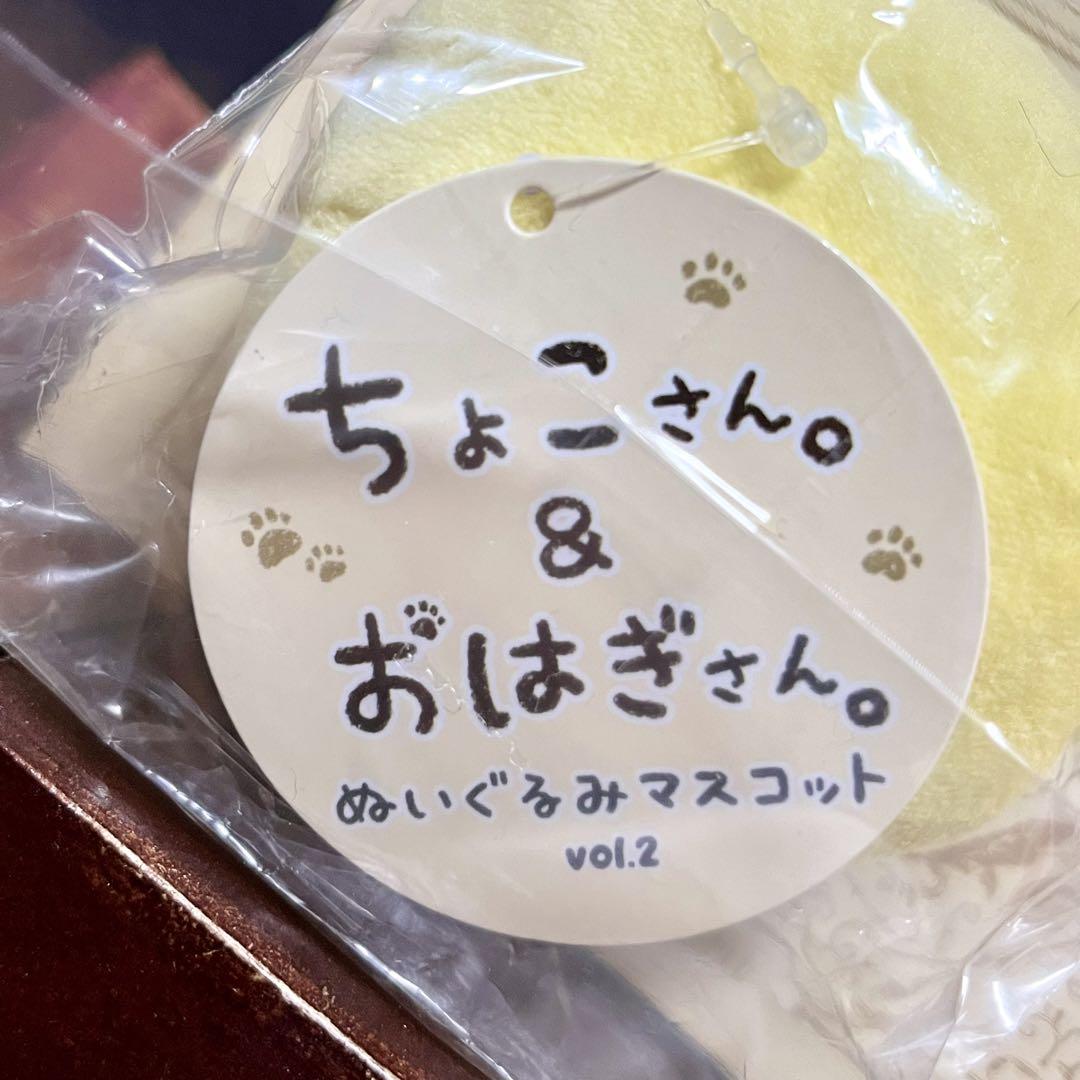 ちょこさん。
&
おはぎさん。
ぬいぐるみマスコット
vol.2